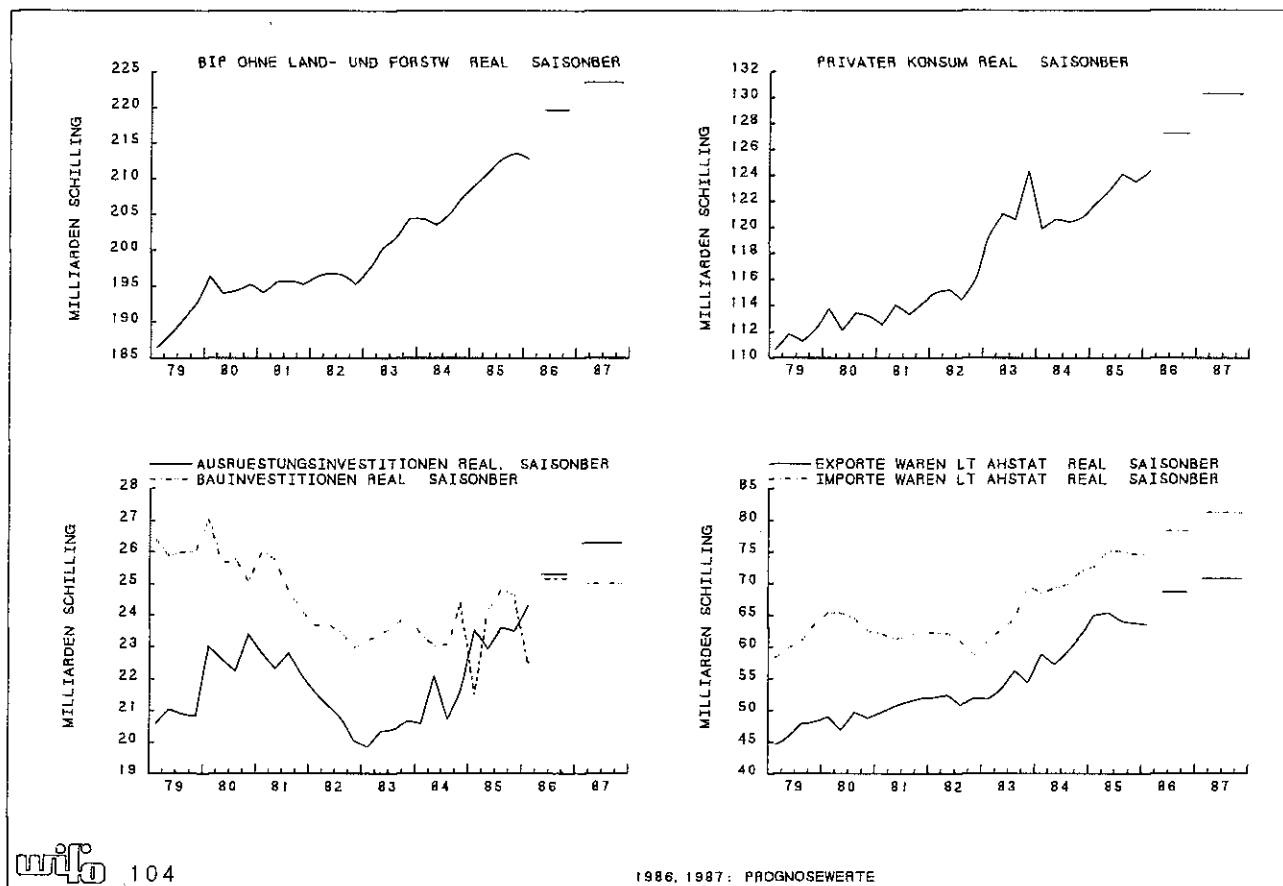 BIP OHNE LAND- UND FORSTW REAL SAISONBER
MILLIARDEN SCHILLING
225
220
215
210
205
200
195
190
185
79 80 81 82 83 84 85 86 87
PRIVATER KONSUM REAL SAISONBER
MILLIARDEN SCHILLING
132
130
128
126
124
122
120
118
116
114
112
110
79 80 81 82 83 84 85 86 87
AUSRUESTUNGSINVESTITIONEN REAL. SAISONBER
BAUINVESTITIONEN REAL SAISONBER
MILLIARDEN SCHILLING
28
27
26
25
24
23
22
21
20
19
79 80 81 82 83 84 85 86 87
EXPORTE WAREN LT AHSTAT REAL SAISONBER
IMPORTE WAREN LT AHSTAT REAL SAISONBER
MILLIARDEN SCHILLING
85
80
75
70
65
60
55
50
45
40
79 80 81 82 83 84 85 86 87
wifo 104
1986, 1987: PROGNOSEWERTE